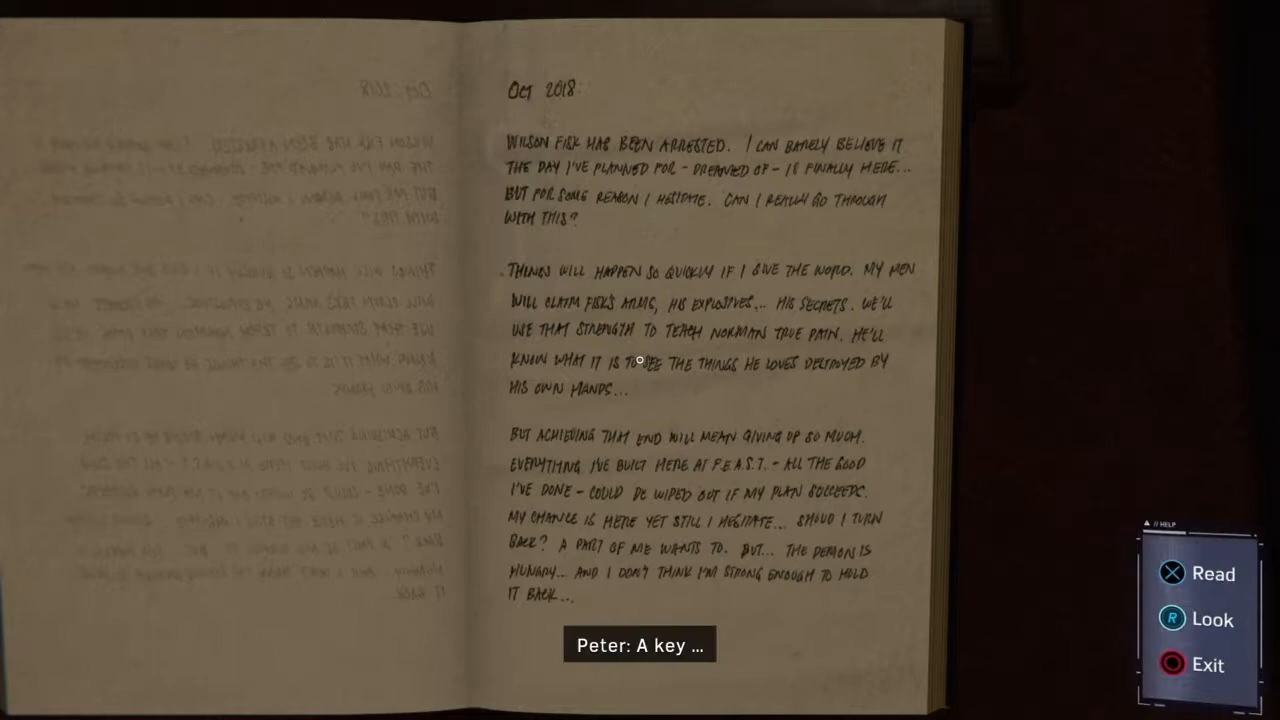 OCT 2018
WILSON FISK HAS BEEN ARRESTED. I CAN BARELY BELIEVE IT
THE DAY I'VE PLANNED FOR - DREAMED OF - IS FINALLY HERE...
BUT FOR SOME REASON I HESITATE. CAN I REALLY GO THROUGH
WITH THIS?
THINGS WILL HAPPEN SO QUICKLY IF I GIVE THE WORD. MY MEN
WILL CLAIM FISK'S ARMS, HIS EXPLOSIVES... HIS SECRETS. WE'LL
USE THAT STRENGTH TO TEACH NORMAN TRUE PAIN. HE'LL
KNOW WHAT IT IS TO SEE THE THINGS HE LOVES DESTROYED BY
HIS OWN HANDS...
BUT ACHIEVING THAT END WILL MEAN GIVING UP SO MUCH.
EVERYTHING I'VE BUILT HERE AT F.E.A.S.T. - ALL THE GOOD
I'VE DONE - COULD BE WIPED OUT IF MY PLAN SUCCEEDS.
MY CHANCE IS HERE YET STILL I HESITATE... SHOULD I TURN
BACK? A PART OF ME WANTS TO. BUT... THE DEMON IS
HUNGRY... AND I DON'T THINK I'M STRONG ENOUGH TO HOLD
IT BACK...
Peter: A key ...
// HELP
Read
R Look
Exit